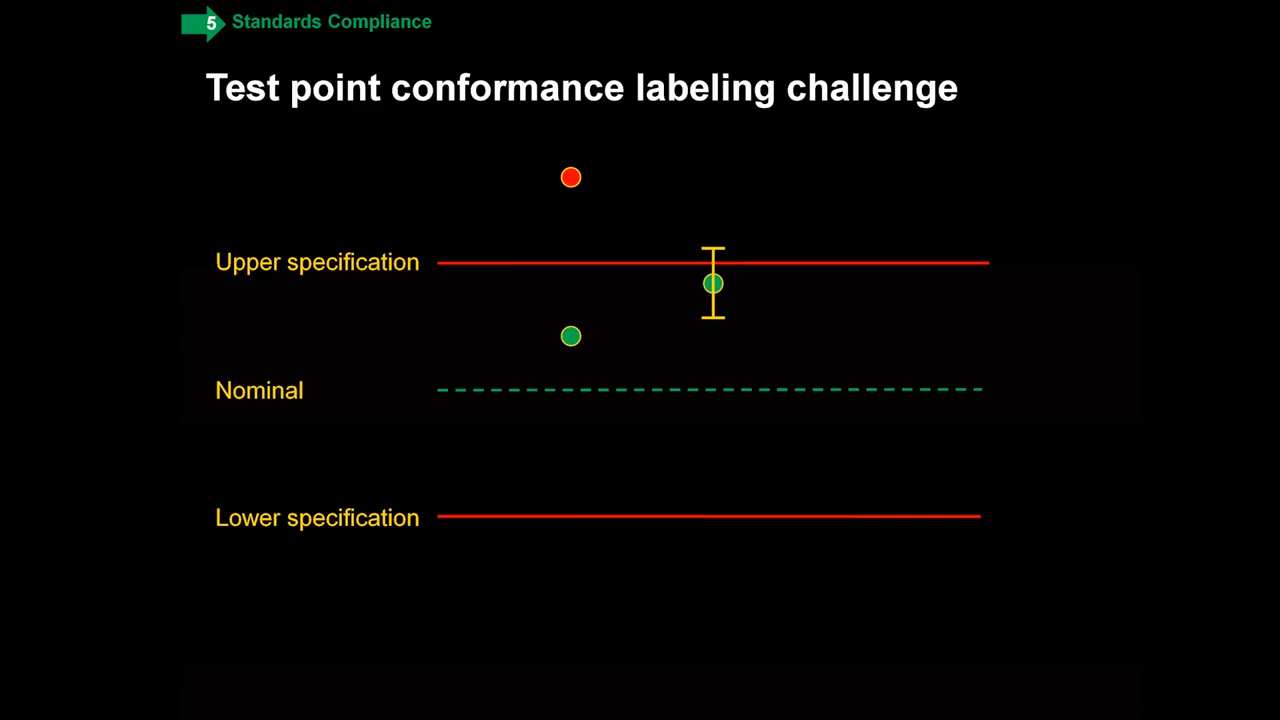 5 Standards Compliance
Test point conformance labeling challenge
Upper specification
Nominal
Lower specification